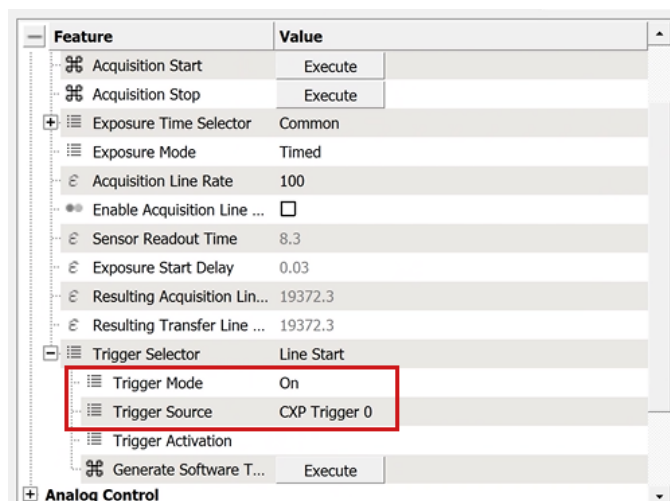 Feature Value
Acquisition Start Execute
Acquisition Stop Execute
Exposure Time Selector Common
Exposure Mode Timed
Acquisition Line Rate 100
Enable Acquisition Line ...
Sensor Readout Time 8.3
Exposure Start Delay 0.03
Resulting Acquisition Lin... 19372.3
Resulting Transfer Line ... 19372.3
Trigger Selector Line Start
Trigger Mode On
Trigger Source CXP Trigger 0
Trigger Activation
Generate Software T... Execute
Analog Control